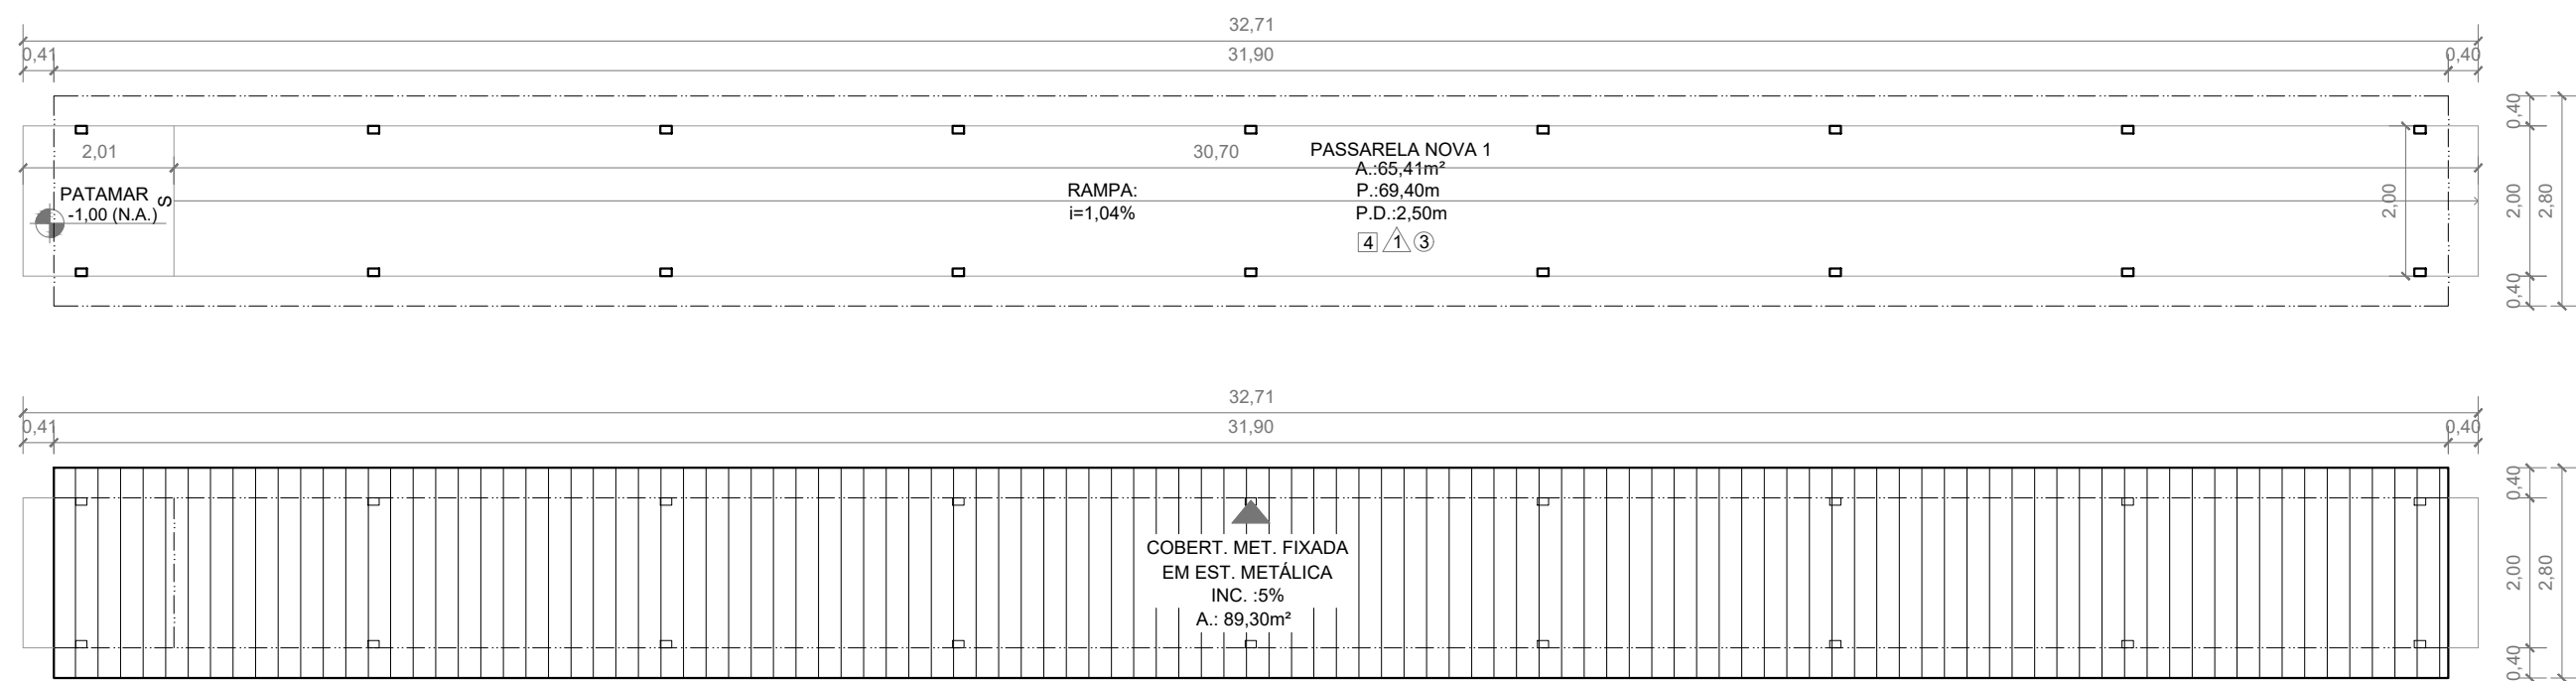 32,71
0,41
31,90
0,40
2,01
30,70
PASSARELA NOVA 1
A.:65,41m²
PATAMAR
-1,00 (N.A.)
S
RAMPA:
i=1,04%
P.:69,40m
P.D.:2,50m
4 1 3
2,00
0,40
2,00
0,40
2,80
32,71
0,41
31,90
0,40
COBERT. MET. FIXADA
EM EST. METÁLICA
INC. :5%
A.: 89,30m²
0,40
2,00
0,40
2,80